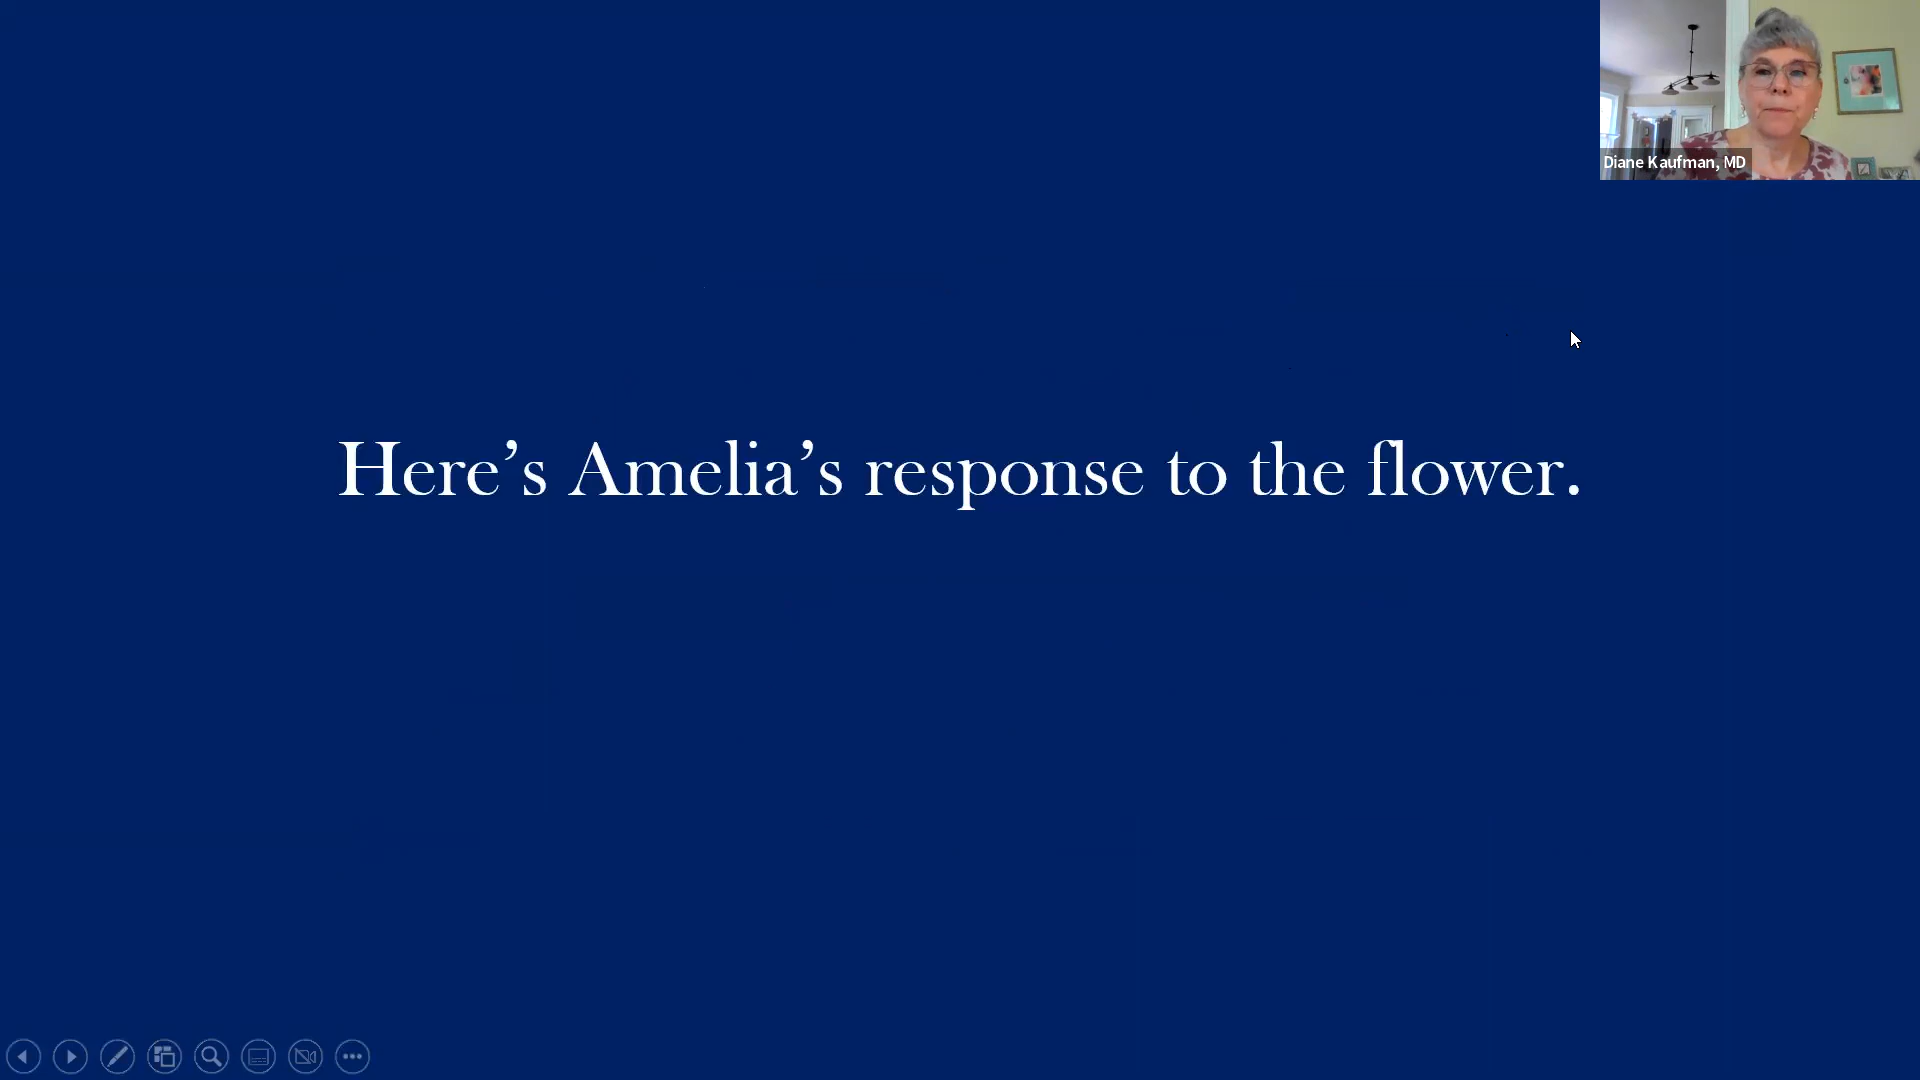 Diane Kaufman, MD
Here’s Amelia’s response to the flower.